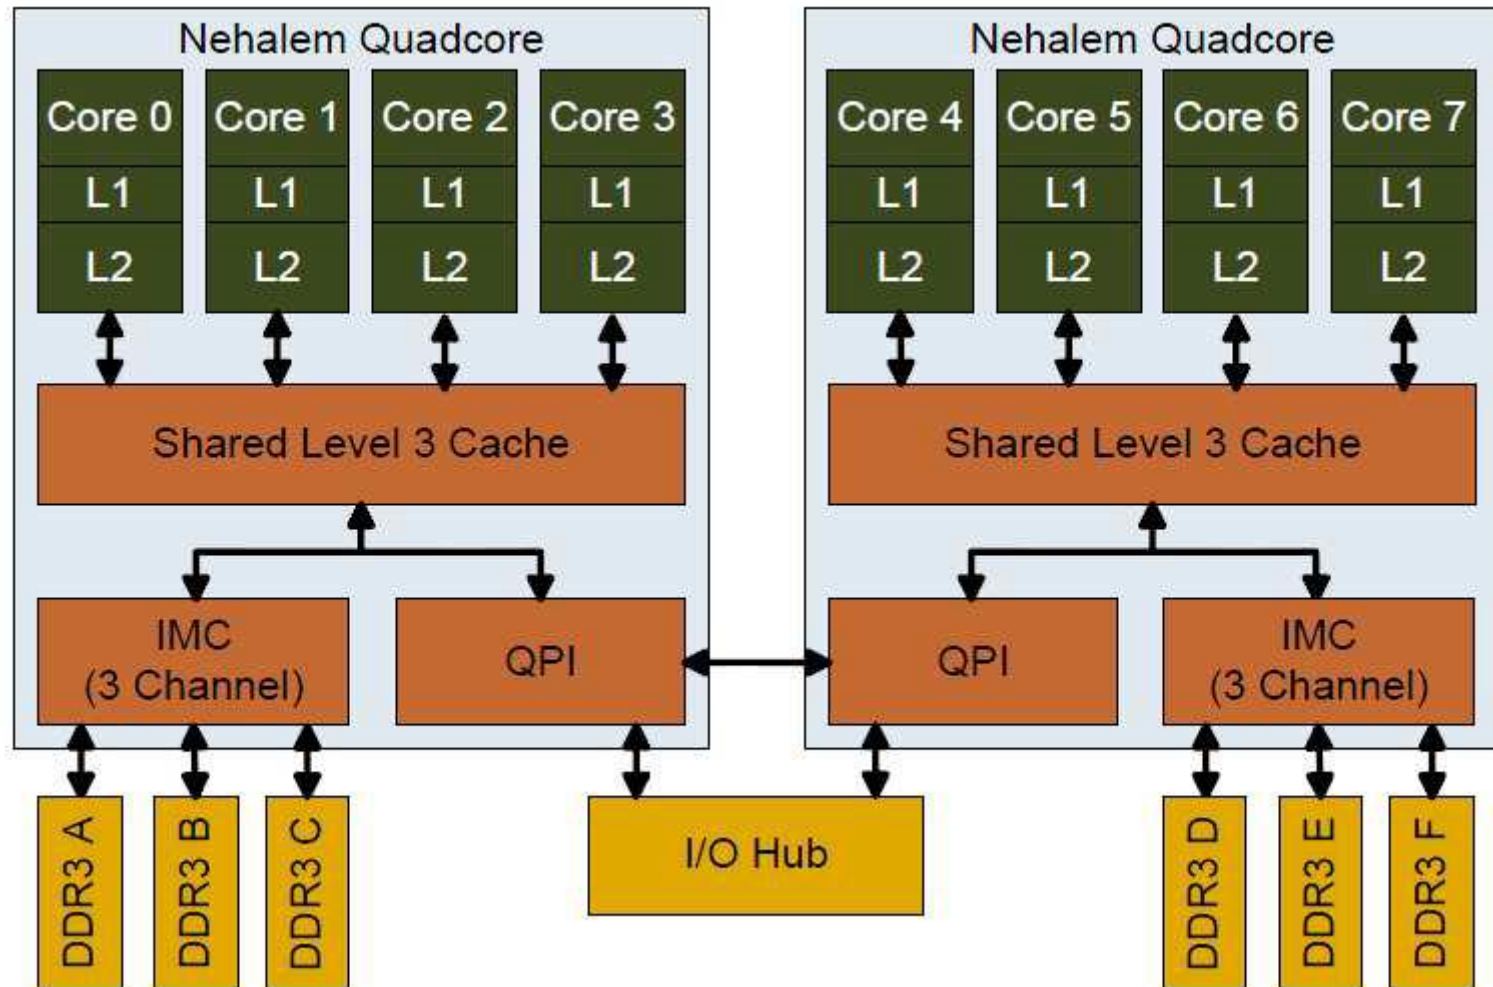 Nehalem Quadcore
Core 0 Core 1 Core 2 Core 3
L1 L1 L1 L1
L2 L2 L2 L2
Shared Level 3 Cache
IMC
(3 Channel)
QPI
DDR3 A
DDR3 B
DDR3 C
Nehalem Quadcore
Core 4 Core 5 Core 6 Core 7
L1 L1 L1 L1
L2 L2 L2 L2
Shared Level 3 Cache
QPI
IMC
(3 Channel)
I/O Hub
DDR3 D
DDR3 E
DDR3 F